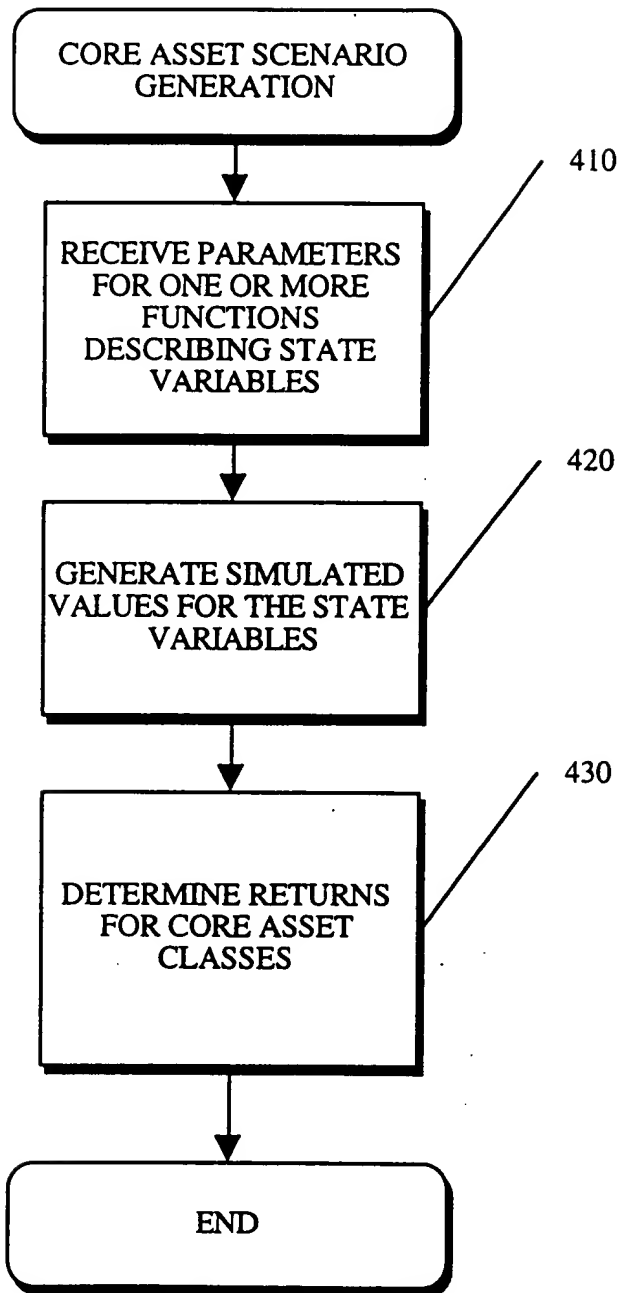 CORE ASSET SCENARIO
GENERATION
410
RECEIVE PARAMETERS
FOR ONE OR MORE
FUNCTIONS
DESCRIBING STATE
VARIABLES
420
GENERATE SIMULATED
VALUES FOR THE STATE
VARIABLES
430
DETERMINE RETURNS
FOR CORE ASSET
CLASSES
END